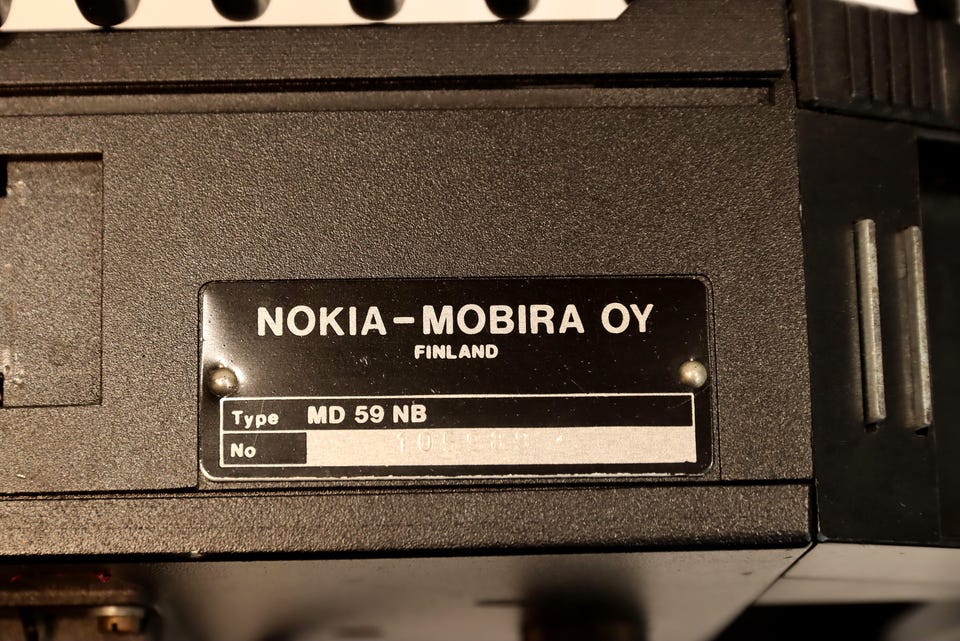 NOKIA-MOBIRA OY
FINLAND
Type MD 59 NB
No